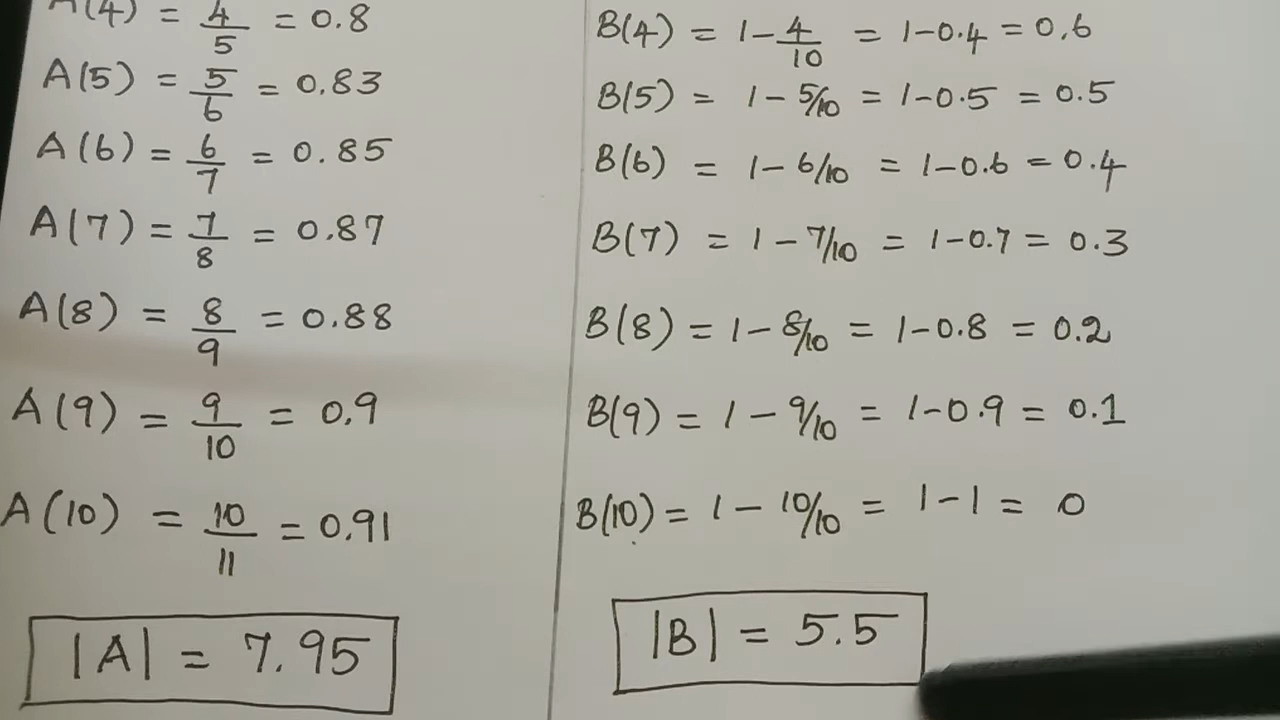 A(4) = 4/5 = 0.8
A(5) = 5/6 = 0.83
A(6) = 6/7 = 0.85
A(7) = 7/8 = 0.87
A(8) = 8/9 = 0.88
A(9) = 9/10 = 0.9
A(10) = 10/11 = 0.91
|A| = 7.95
B(4) = 1-4/10 = 1-0.4 = 0.6
B(5) = 1-5/10 = 1-0.5 = 0.5
B(6) = 1-6/10 = 1-0.6 = 0.4
B(7) = 1-7/10 = 1-0.7 = 0.3
B(8) = 1-8/10 = 1-0.8 = 0.2
B(9) = 1-9/10 = 1-0.9 = 0.1
B(10) = 1-10/10 = 1-1 = 0
|B| = 5.5